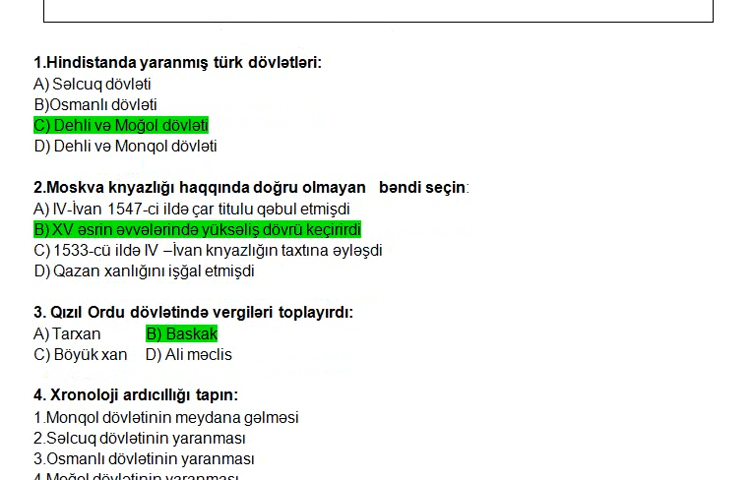 1.Hindistanda yaranmış türk dövlətləri:
A) Səlcuq dövləti
B)Osmanlı dövləti
C) Dehli və Moğol dövləti
D) Dehli və Monqol dövləti
2.Moskva knyazlığı haqqında doğru olmayan bəndi seçin:
A) IV-İvan 1547-ci ildə çar titulu qəbul etmişdi
B) XV əsrin əvvələrində yüksəliş dövrü keçirirdi
C) 1533-cü ildə IV –İvan knyazlığın taxtına əyləşdi
D) Qazan xanlığını işğal etmişdi
3. Qızıl Ordu dövlətində vergiləri toplayırdı:
A) Tarxan B) Baskak
C) Böyük xan D) Ali məclis
4. Xronoloji ardıcıllığı tapın:
1.Monqol dövlətinin meydana gəlməsi
2.Səlcuq dövlətinin yaranması
3.Osmanlı dövlətinin yaranması
4.Moğol dövlətinin yaranması